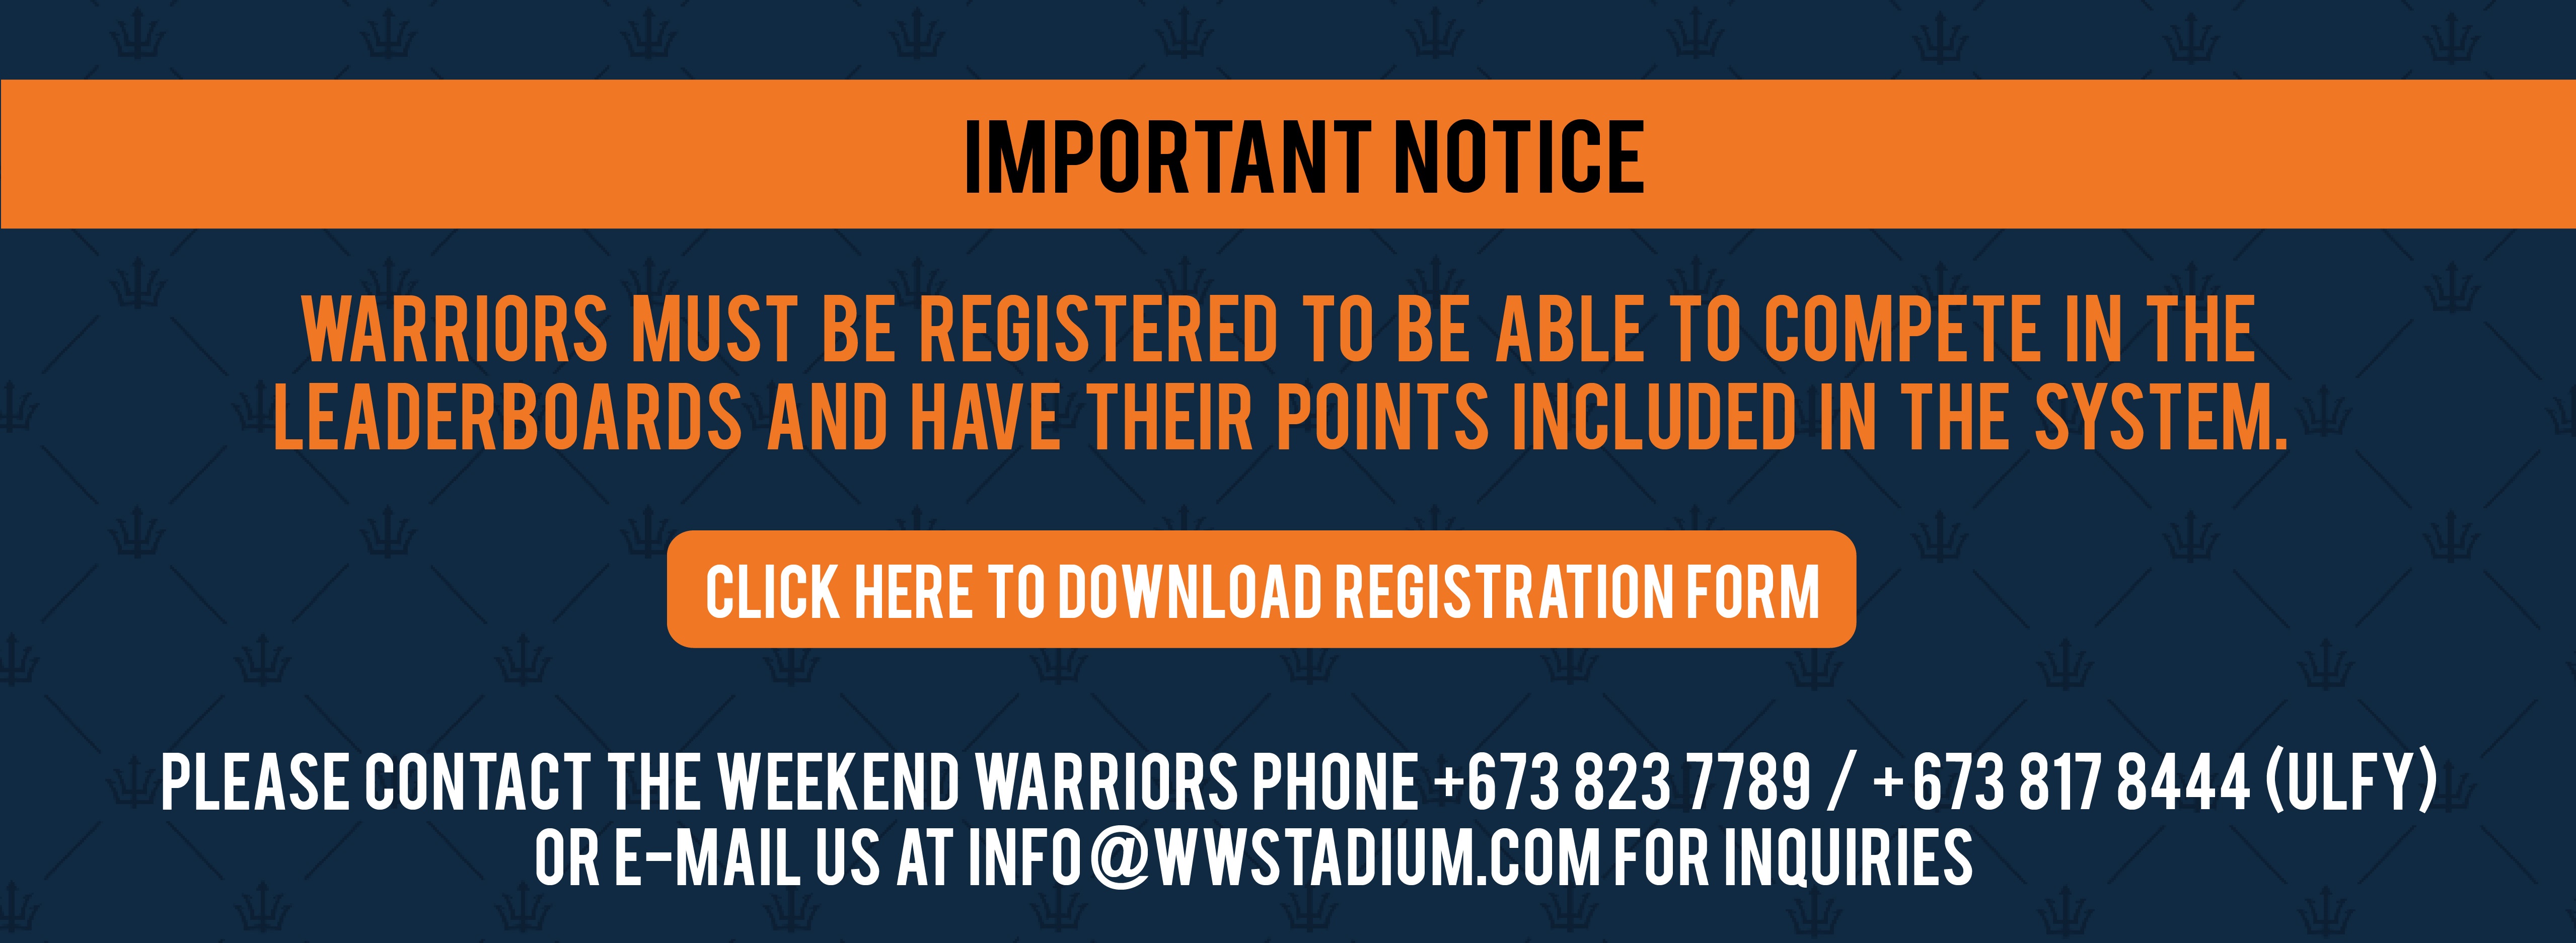 IMPORTANT NOTICE
WARRIORS MUST BE REGISTERED TO BE ABLE TO COMPETE IN THE
LEADERBOARDS AND HAVE THEIR POINTS INCLUDED IN THE SYSTEM.
CLICK HERE TO DOWNLOAD REGISTRATION FORM
PLEASE CONTACT THE WEEKEND WARRIORS PHONE +673 823 7789 / +673 817 8444 (ULFY)
OR E-MAIL US AT INFO@WWSTADIUM.COM FOR INQUIRIES